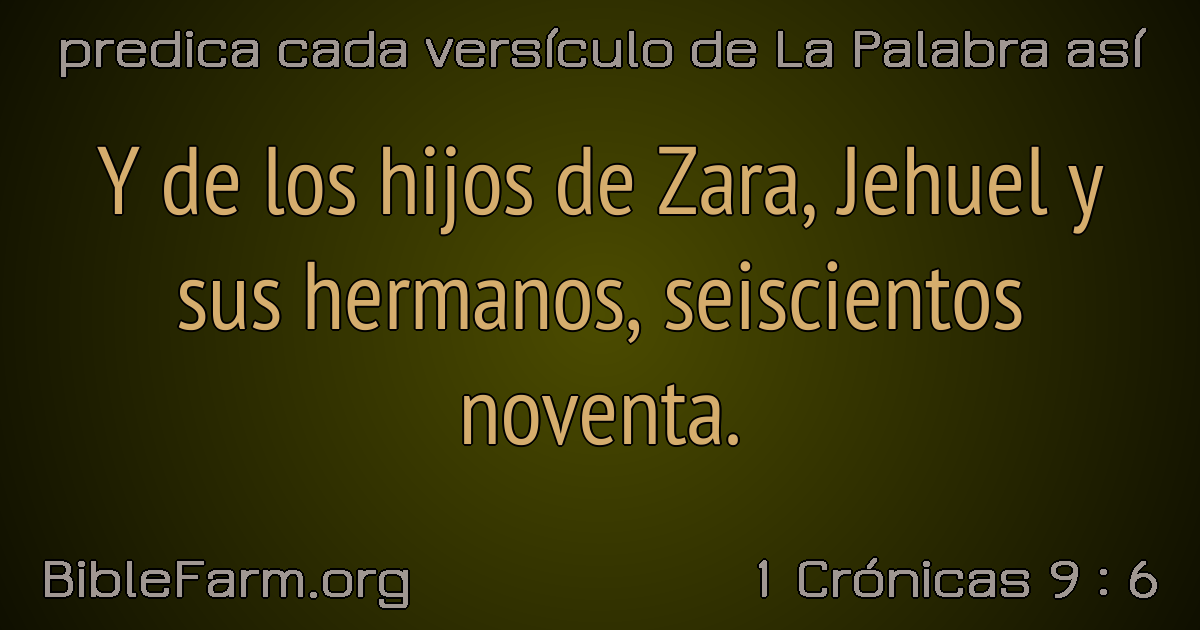 predica cada versículo de La Palabra así
Y de los hijos de Zara, Jehuel y
sus hermanos, seiscientos
noventa.
BibleFarm.org
1 Crónicas 9 : 6